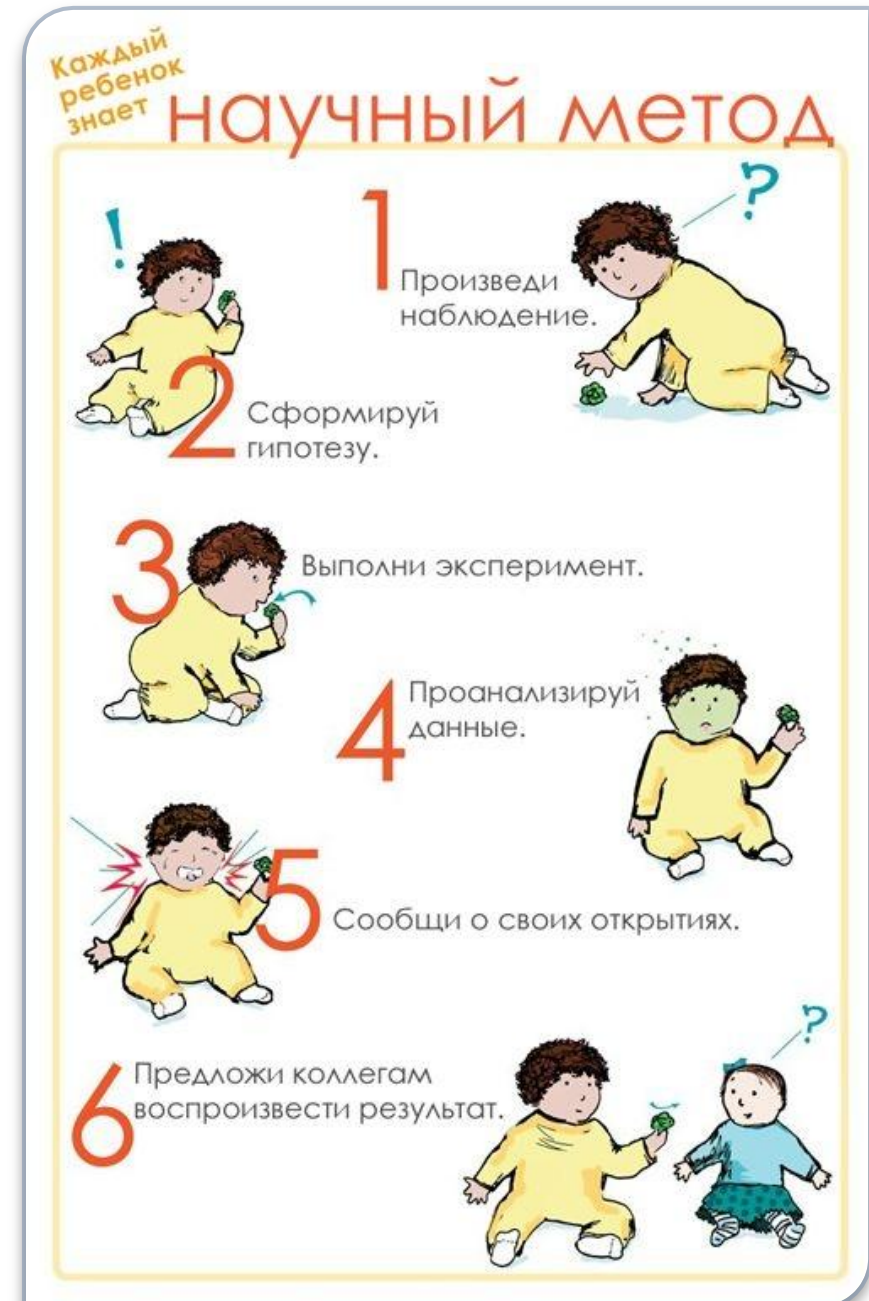 Каждый
ребенок
знает
научный метод
?
!
1
Произведи
наблюдение.
2
Сформируй
гипотезу.
3
Выполни эксперимент.
4
Проанализируй
данные.
5
Сообщи о своих открытиях.
6
Предложи коллегам
воспроизвести результат.
?